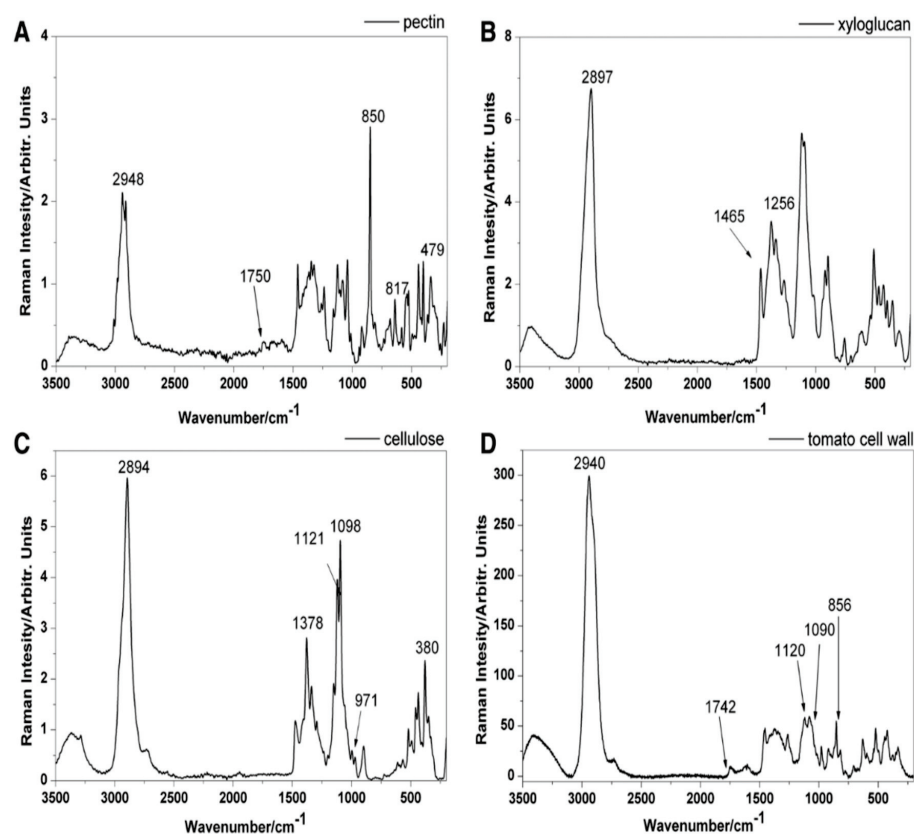 A
pectin
4
3
2
1
0
Raman Intesity/Arbitr. Units
2948
1750
850
817
479
3500 3000 2500 2000 1500 1000 500
Wavenumber/cm-1
B
xyloglucan
8
6
4
2
0
Raman Intesity/Arbitr. Units
2897
1465
1256
3500 3000 2500 2000 1500 1000 500
Wavenumber/cm-1
C
cellulose
6
5
4
3
2
1
0
Raman Intesity/Arbitr. Units
2894
1378
1121
1098
971
380
3500 3000 2500 2000 1500 1000 500
Wavenumber/cm-1
D
tomato cell wall
300
250
200
150
100
50
0
Raman Intesity/Arbitr. Units
2940
1742
1120
1090
856
3500 3000 2500 2000 1500 1000 500
Wavenumber/cm-1